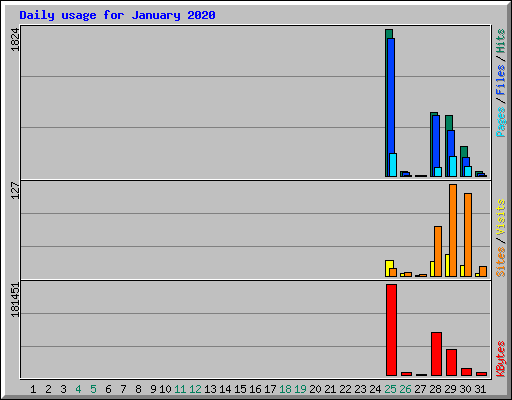 Daily usage for January 2020
1824
Pages/Files/Hits
127
Sites/Visits
181451
KBytes
1 2 3 4 5 6 7 8 9 10 11 12 13 14 15 16 17 18 19 20 21 22 23 24 25 26 27 28 29 30 31